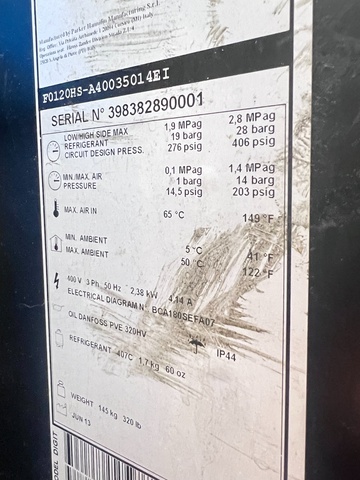 Manufactured by Parker Hannifin Manufacturing S.r.l.
F0120HS-A40035014EI
SERIAL N° 398382890001
LOW/HIGH SIDE MAX 1,9 MPag 2,8 MPag
REFRIGERANT 19 barg 28 barg
CIRCUIT DESIGN PRESS. 276 psig 406 psig
MIN./MAX. AIR 0,1 MPag 1,4 MPag
PRESSURE 1 barg 14 barg
14,5 psig 203 psig
MAX. AIR IN 65 °C 149 °F
MIN. AMBIENT 5 °C 41 °F
MAX. AMBIENT 50 °C 122 °F
400 V 3 Ph 50 Hz 2,38 kW 4,14 A
ELECTRICAL DIAGRAM N° BCA180SEFA07
OIL DANFOSS PVE 320HV IP44
REFRIGERANT 407C 1,7 kg 60 oz
WEIGHT 145 kg 320 lb
JUN 13
MODEL DIGIT